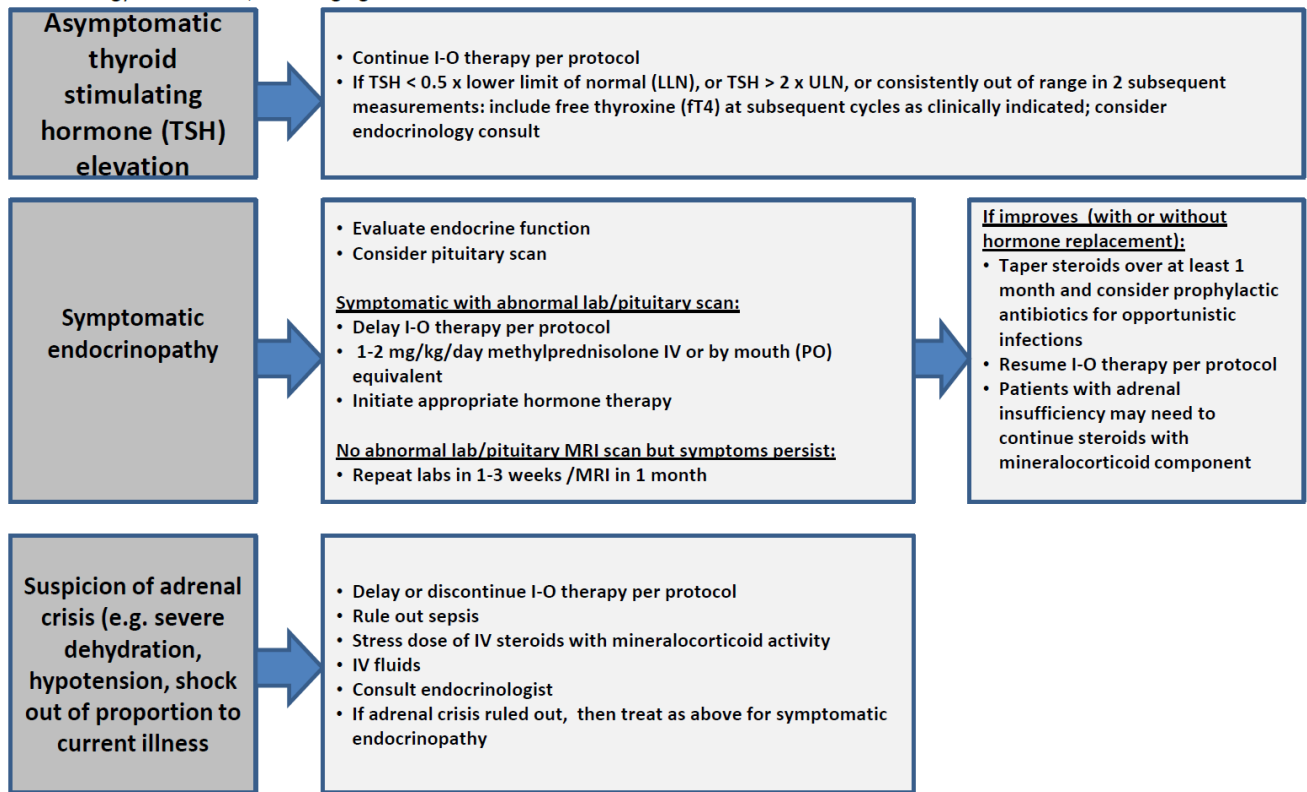 Asymptomatic
thyroid
stimulating
hormone (TSH)
elevation
• Continue I-O therapy per protocol
• If TSH < 0.5 x lower limit of normal (LLN), or TSH > 2 x ULN, or consistently out of range in 2 subsequent
measurements: include free thyroxine (fT4) at subsequent cycles as clinically indicated; consider
endocrinology consult
Symptomatic
endocrinopathy
• Evaluate endocrine function
• Consider pituitary scan
Symptomatic with abnormal lab/pituitary scan:
• Delay I-O therapy per protocol
• 1-2 mg/kg/day methylprednisolone IV or by mouth (PO)
equivalent
• Initiate appropriate hormone therapy
No abnormal lab/pituitary MRI scan but symptoms persist:
• Repeat labs in 1-3 weeks /MRI in 1 month
If improves (with or without
hormone replacement):
• Taper steroids over at least 1
month and consider prophylactic
antibiotics for opportunistic
infections
• Resume I-O therapy per protocol
• Patients with adrenal
insufficiency may need to
continue steroids with
mineralocorticoid component
Suspicion of adrenal
crisis (e.g. severe
dehydration,
hypotension, shock
out of proportion to
current illness
• Delay or discontinue I-O therapy per protocol
• Rule out sepsis
• Stress dose of IV steroids with mineralocorticoid activity
• IV fluids
• Consult endocrinologist
• If adrenal crisis ruled out, then treat as above for symptomatic
endocrinopathy